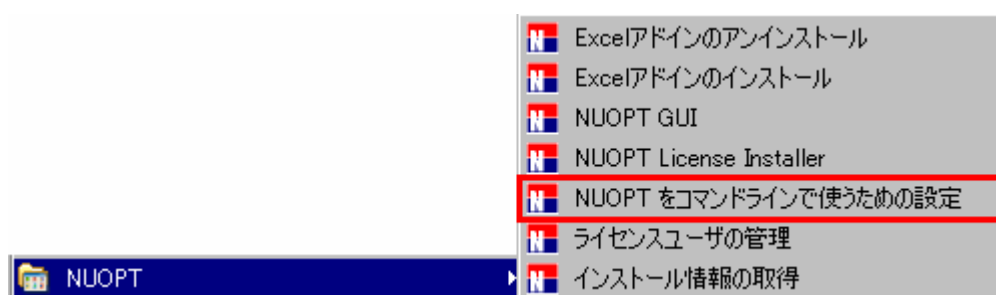 Excelアドインのアンインストール
Excelアドインのインストール
NUOPT GUI
NUOPT License Installer
NUOPT をコマンドラインで使うための設定
ライセンスユーザの管理
NUOPT
インストール情報の取得